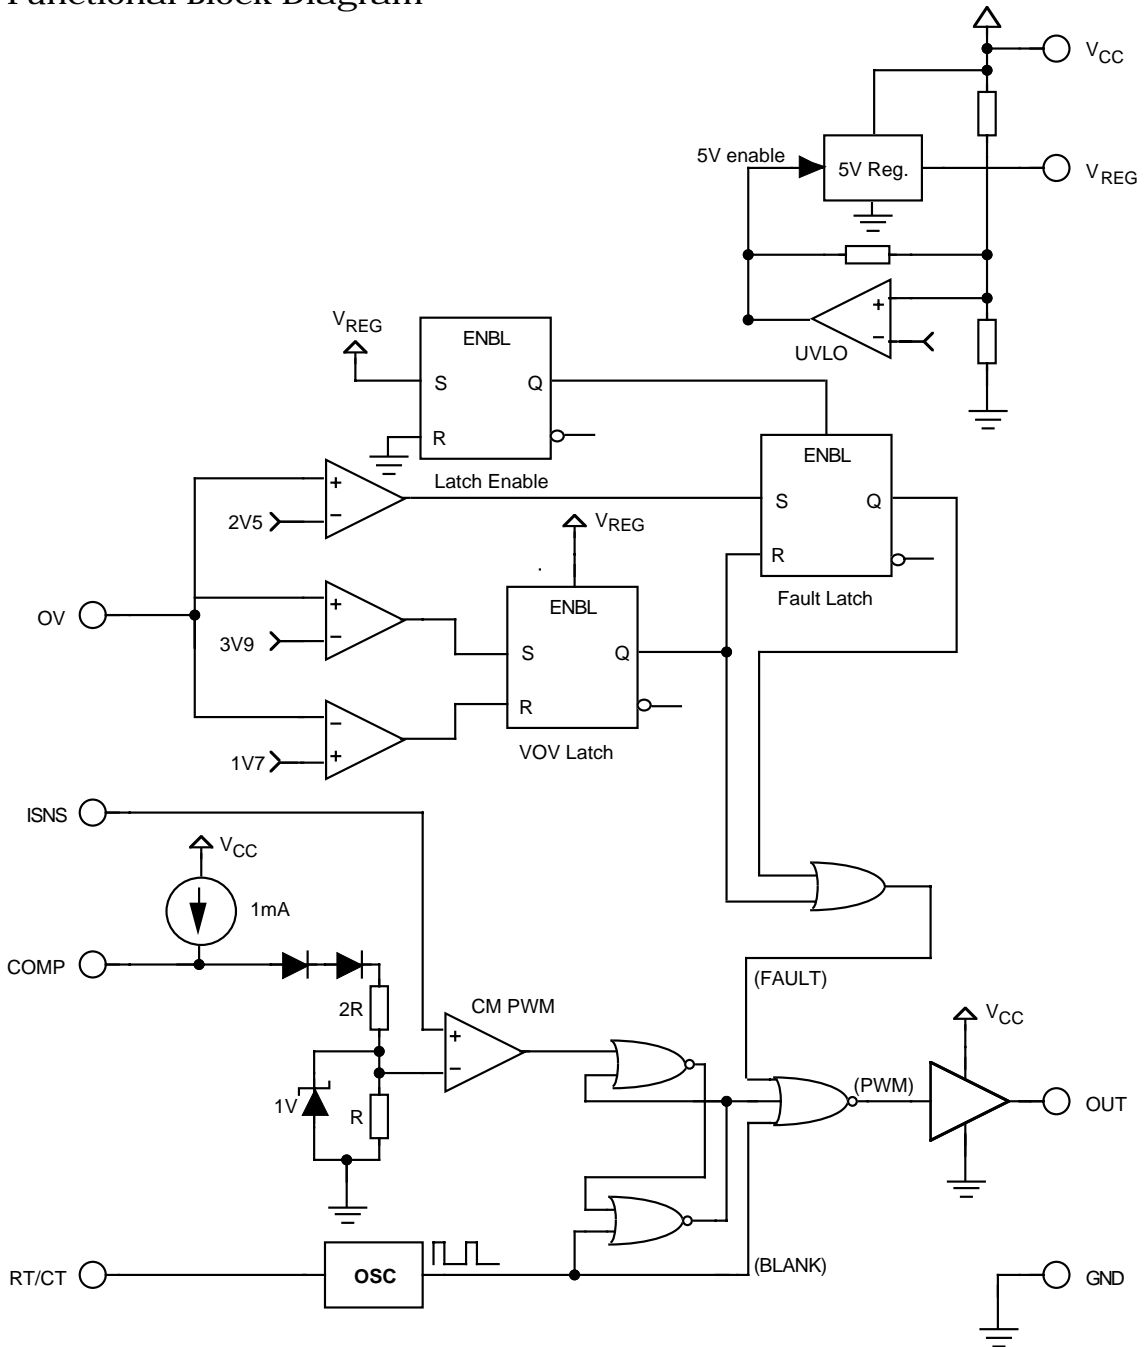 Functional Block Diagram
VCC
5V enable
5V Reg.
VREG
+
−
UVLO
VREG
ENBL
S
Q
R
Latch Enable
ENBL
S
Q
R
Fault Latch
+
−
2V5
VREG
ENBL
S
Q
R
VOV Latch
OV
+
−
3V9
−
+
1V7
ISNS
VCC
1mA
COMP
2R
CM PWM
+
−
1V
R
(FAULT)
VCC
(PWM)
OUT
(BLANK)
RT/CT
OSC
GND